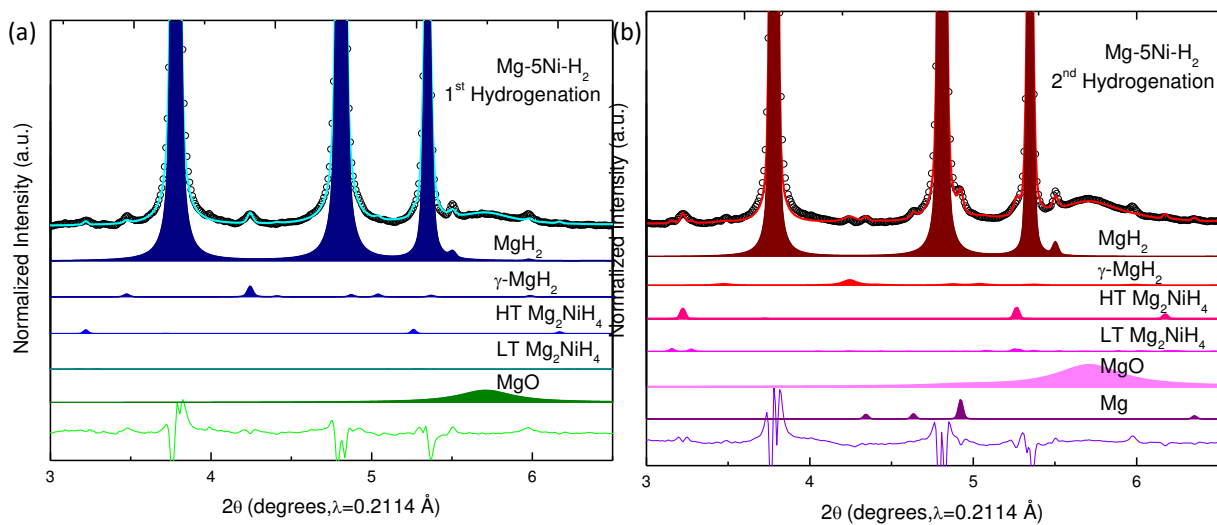 (a)
Mg-5Ni-H₂
1ˢᵗ Hydrogenation
Normalized Intensity (a.u.)
MgH₂
γ-MgH₂
HT Mg₂NiH₄
LT Mg₂NiH₄
MgO
3 4 5 6
2θ (degrees,λ=0.2114 Å)
(b)
Mg-5Ni-H₂
2ⁿᵈ Hydrogenation
Normalized Intensity (a.u.)
MgH₂
γ-MgH₂
HT Mg₂NiH₄
LT Mg₂NiH₄
MgO
Mg
3 4 5 6
2θ (degrees,λ=0.2114 Å)